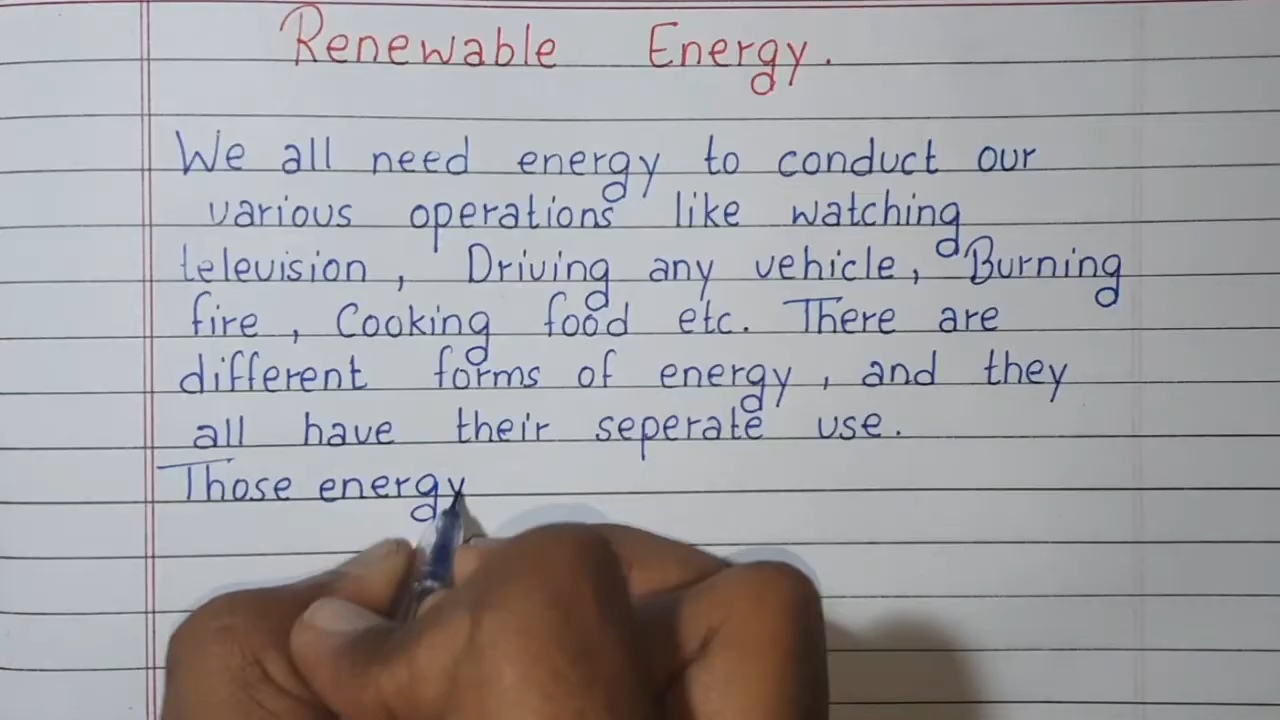 Renewable Energy.
We all need energy to conduct our
various operations like watching
television, Driving any vehicle, Burning
fire, Cooking food etc. There are
different forms of energy, and they
all have their seperate use.
Those energy